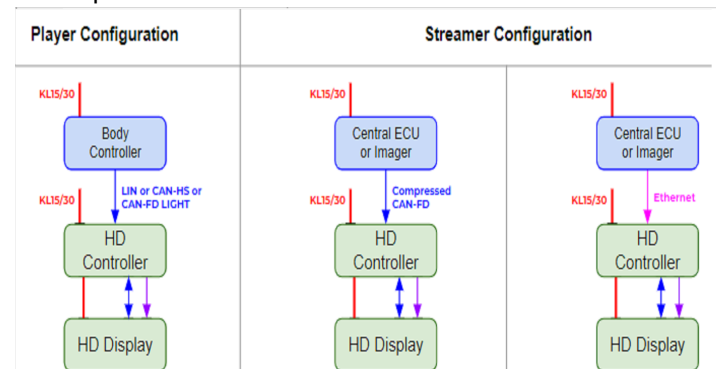 Player Configuration
Streamer Configuration
KL15/30
Body
Controller
LIN or CAN-HS or
CAN-FD LIGHT
KL15/30
HD
Controller
HD Display
KL15/30
Central ECU
or Imager
Compressed
CAN-FD
KL15/30
HD
Controller
HD Display
KL15/30
Central ECU
or Imager
Ethernet
KL15/30
HD
Controller
HD Display